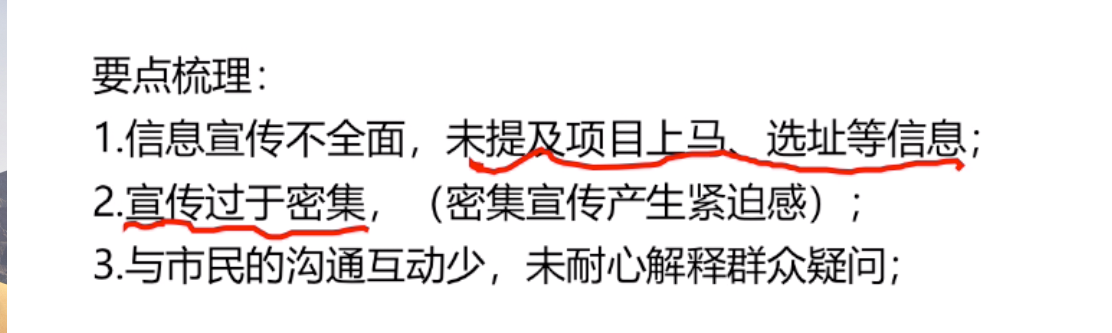 要点梳理：
1.信息宣传不全面，未提及项目上马、选址等信息；
2.宣传过于密集，（密集宣传产生紧迫感）；
3.与市民的沟通互动少，未耐心解释群众疑问；